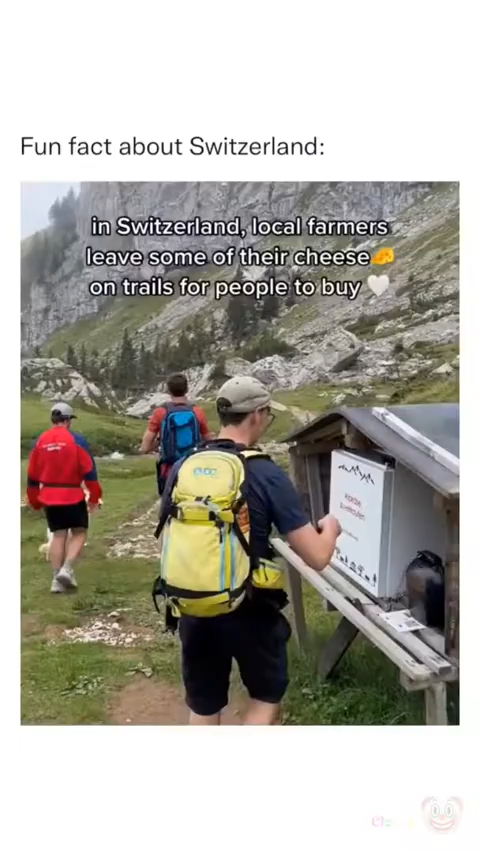 Fun fact about Switzerland:
in Switzerland, local farmers
leave some of their cheese🧀
on trails for people to buy 🤍